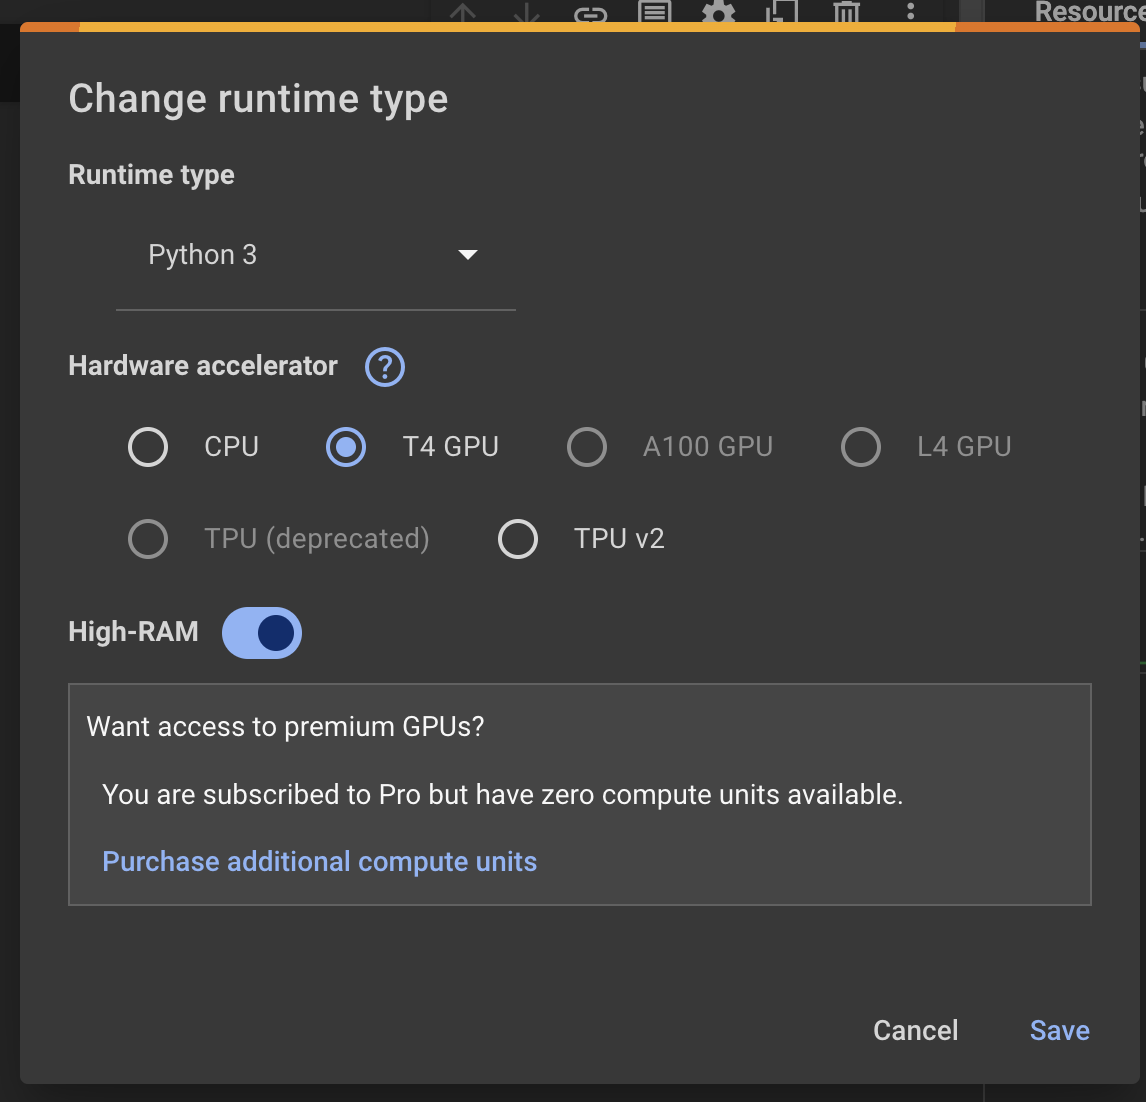 Resource
Change runtime type
Runtime type
Python 3
Hardware accelerator ?
CPU T4 GPU A100 GPU L4 GPU
TPU (deprecated) TPU v2
High-RAM
Want access to premium GPUs?
You are subscribed to Pro but have zero compute units available.
Purchase additional compute units
Cancel Save